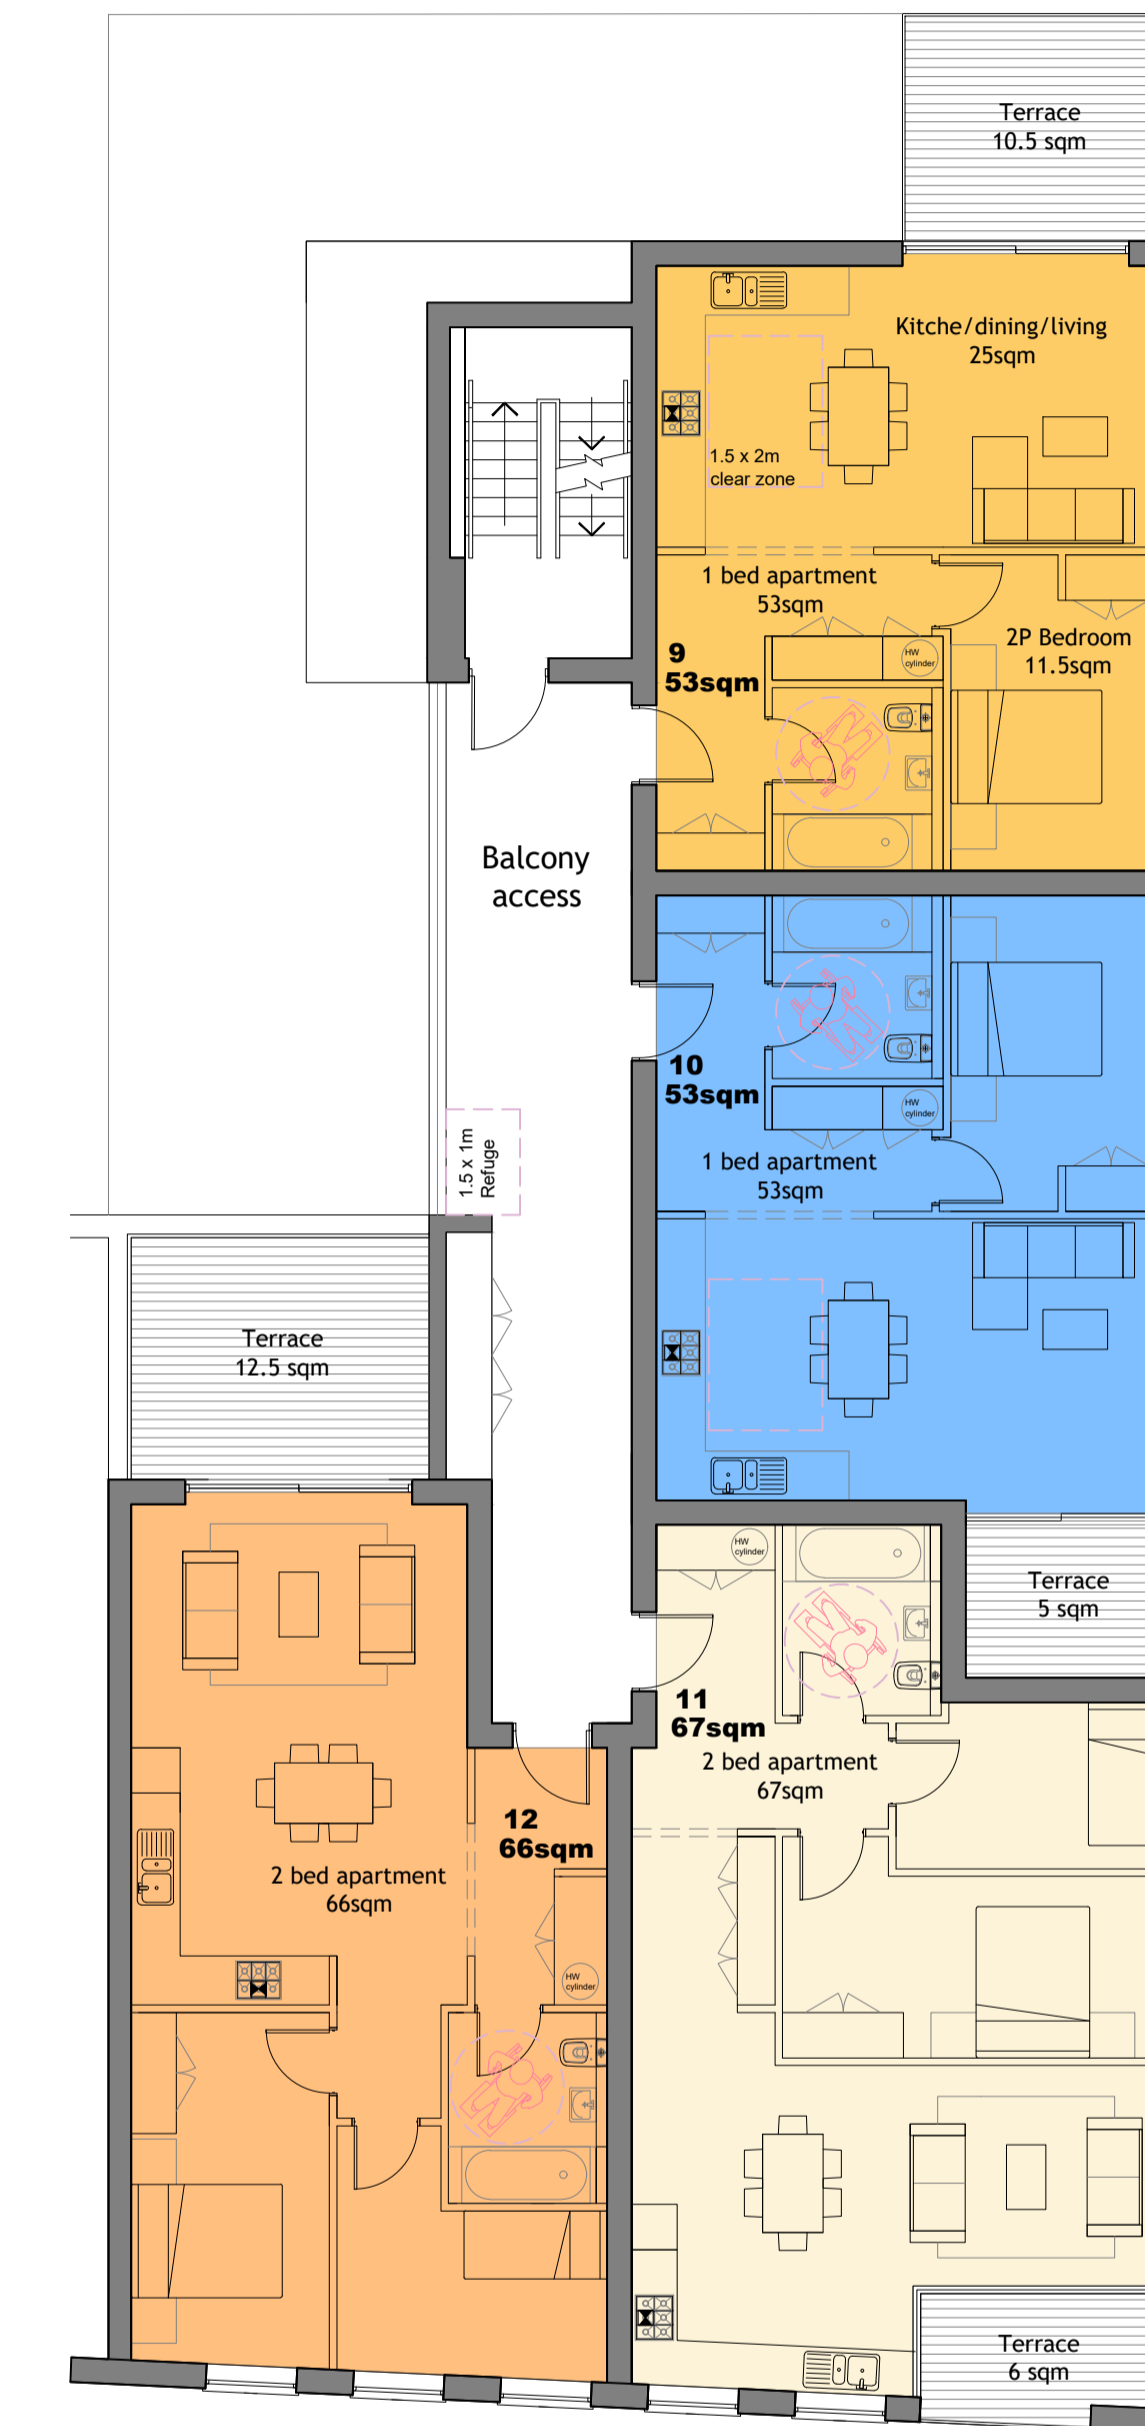 Terrace
10.5 sqm
Kitche/dining/living
25sqm
1.5 x 2m
clear zone
1 bed apartment
53sqm
2P Bedroom
11.5sqm
HW
cylinder
9
53sqm
Balcony
access
10
53sqm
HW
cylinder
1 bed apartment
53sqm
1.5 x 1m
Refuge
Terrace
12.5 sqm
HW
cylinder
Terrace
5 sqm
11
67sqm
2 bed apartment
67sqm
12
66sqm
2 bed apartment
66sqm
HW
cylinder
Terrace
6 sqm